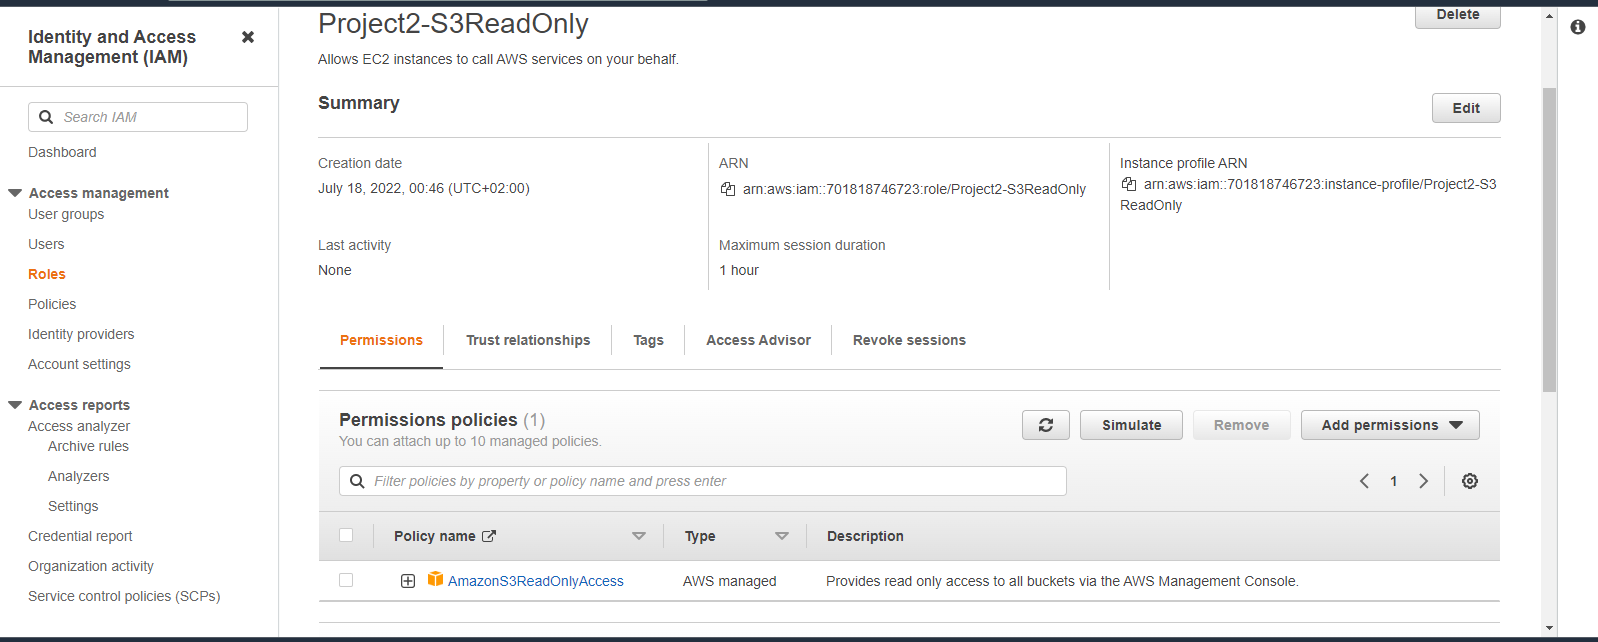 Identity and Access
Management (IAM)
Search IAM
Dashboard
Access management
User groups
Users
Roles
Policies
Identity providers
Account settings
Access reports
Access analyzer
Archive rules
Analyzers
Settings
Credential report
Organization activity
Service control policies (SCPs)
Project2-S3ReadOnly
Delete
Allows EC2 instances to call AWS services on your behalf.
Summary
Edit
Creation date
July 18, 2022, 00:46 (UTC+02:00)
ARN
arn:aws:iam::701818746723:role/Project2-S3ReadOnly
Instance profile ARN
arn:aws:iam::701818746723:instance-profile/Project2-S3
ReadOnly
Last activity
None
Maximum session duration
1 hour
Permissions
Trust relationships
Tags
Access Advisor
Revoke sessions
Permissions policies (1)
You can attach up to 10 managed policies.
Simulate
Remove
Add permissions
Filter policies by property or policy name and press enter
1
Policy name
Type
Description
AmazonS3ReadOnlyAccess
AWS managed
Provides read only access to all buckets via the AWS Management Console.